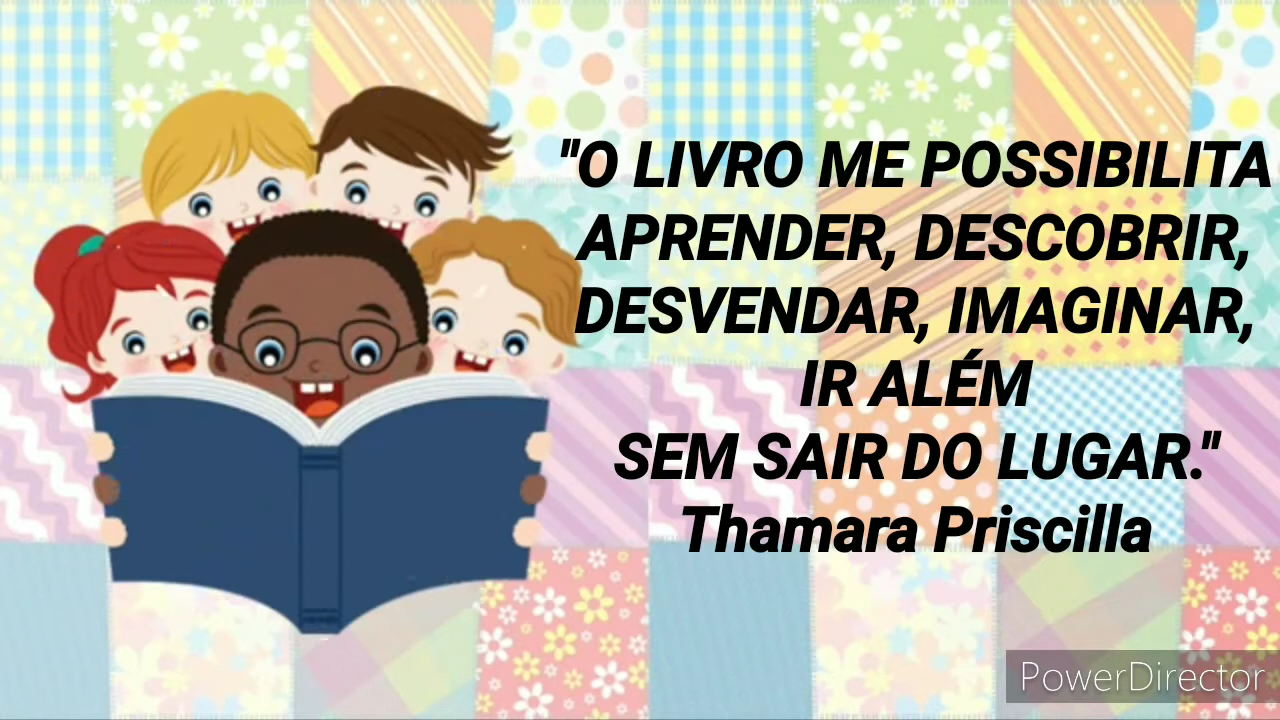 "O LIVRO ME POSSIBILITA
APRENDER, DESCOBRIR,
DESVENDAR, IMAGINAR,
IR ALÉM
SEM SAIR DO LUGAR."
Thamara Priscilla
PowerDirector